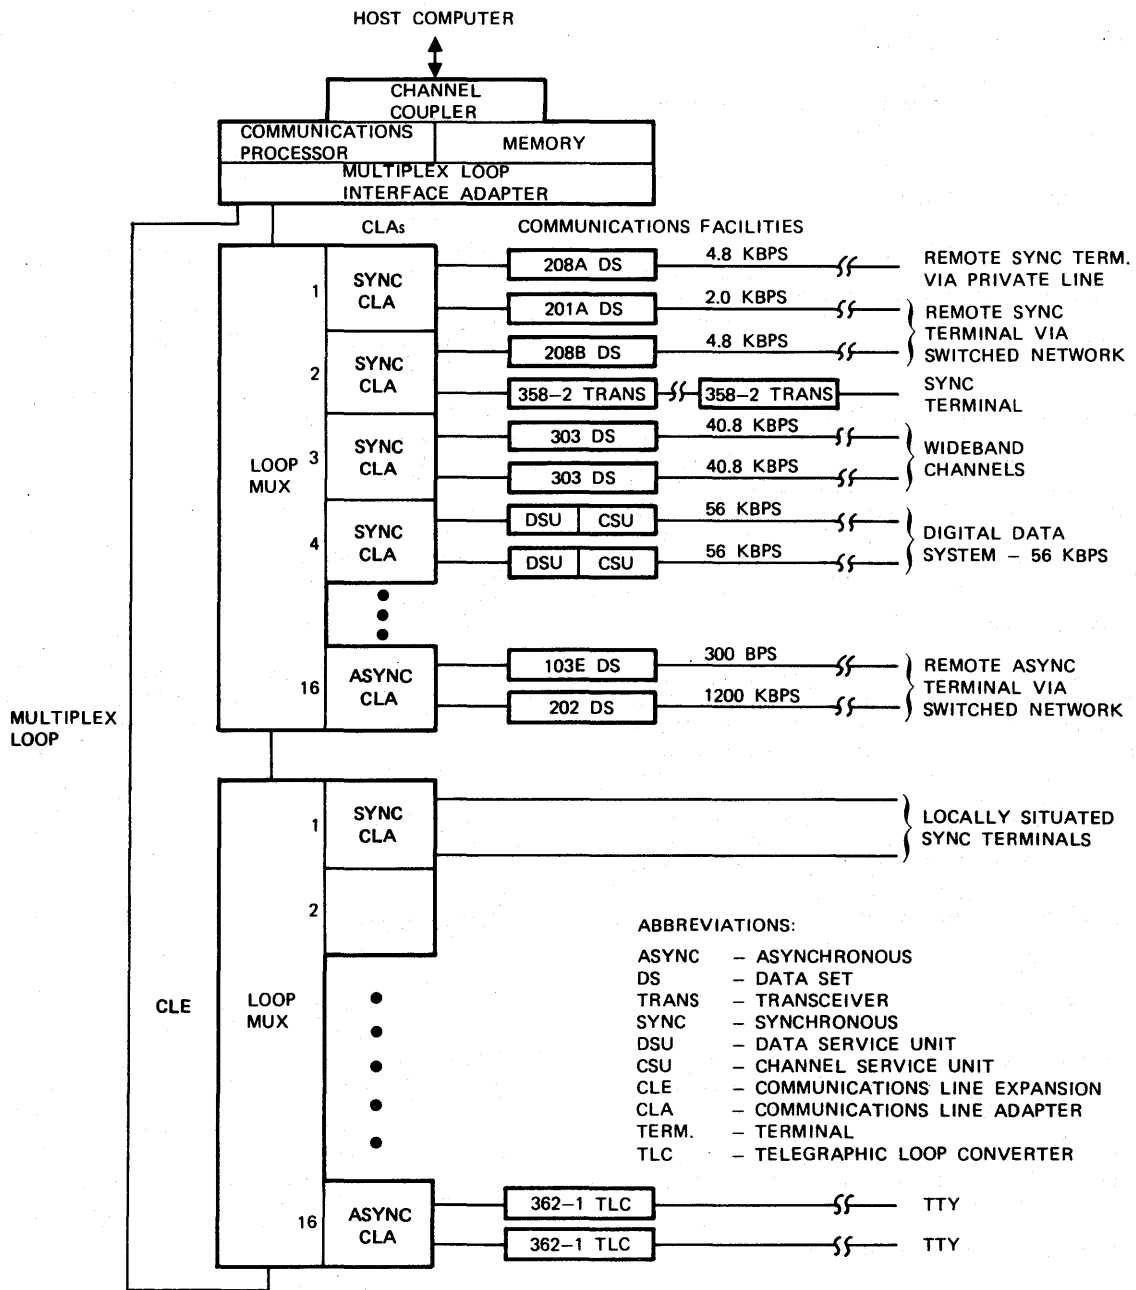 HOST COMPUTER
CHANNEL
COUPLER
COMMUNICATIONS
PROCESSOR
MEMORY
MULTIPLEX LOOP
INTERFACE ADAPTER
CLAs
COMMUNICATIONS FACILITIES
LOOP
MUX
1
SYNC
CLA
208A DS
4.8 KBPS
REMOTE SYNC TERM.
VIA PRIVATE LINE
201A DS
2.0 KBPS
REMOTE SYNC
TERMINAL VIA
SWITCHED NETWORK
2
SYNC
CLA
208B DS
4.8 KBPS
358-2 TRANS
358-2 TRANS
SYNC
TERMINAL
3
SYNC
CLA
303 DS
40.8 KBPS
WIDEBAND
CHANNELS
303 DS
40.8 KBPS
4
SYNC
CLA
DSU
CSU
56 KBPS
DIGITAL DATA
SYSTEM – 56 KBPS
DSU
CSU
56 KBPS
16
ASYNC
CLA
103E DS
300 BPS
REMOTE ASYNC
TERMINAL VIA
SWITCHED NETWORK
202 DS
1200 KBPS
MULTIPLEX
LOOP
1
SYNC
CLA
LOCALLY SITUATED
SYNC TERMINALS
2
CLE
LOOP
MUX
ABBREVIATIONS:
ASYNC – ASYNCHRONOUS
DS – DATA SET
TRANS – TRANSCEIVER
SYNC – SYNCHRONOUS
DSU – DATA SERVICE UNIT
CSU – CHANNEL SERVICE UNIT
CLE – COMMUNICATIONS LINE EXPANSION
CLA – COMMUNICATIONS LINE ADAPTER
TERM. – TERMINAL
TLC – TELEGRAPHIC LOOP CONVERTER
16
ASYNC
CLA
362-1 TLC
TTY
362-1 TLC
TTY